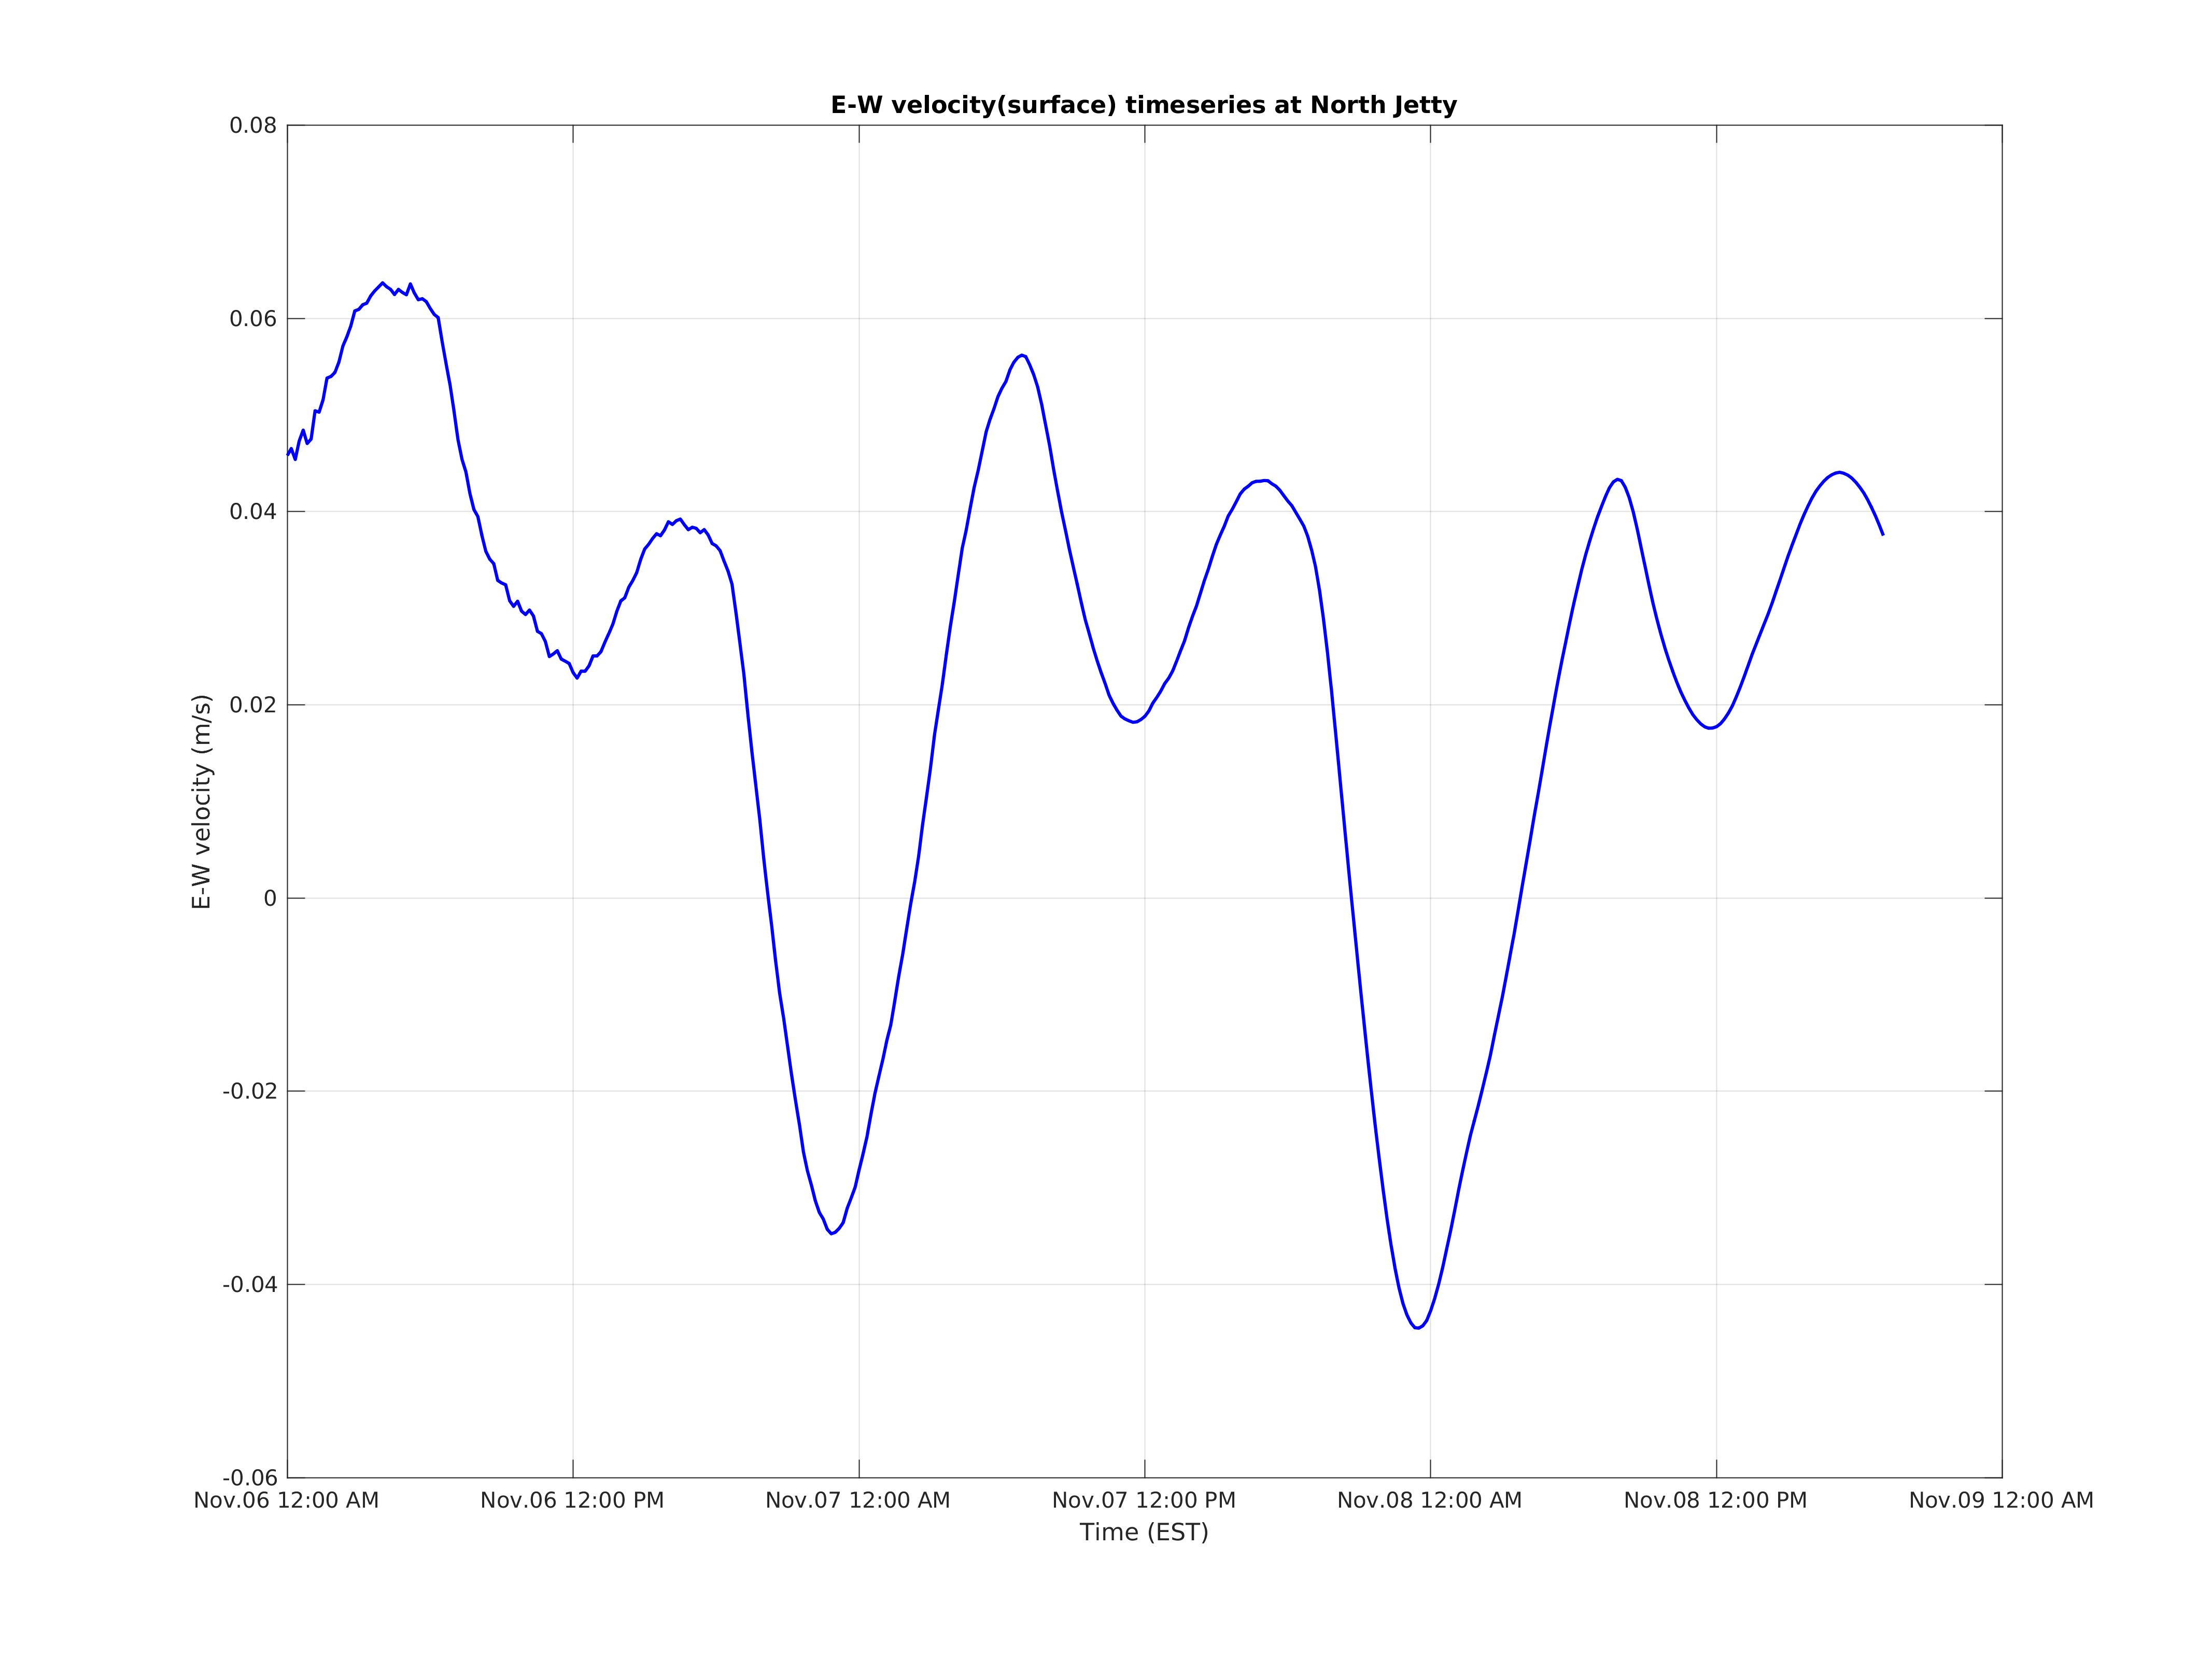 E-W velocity(surface) timeseries at North Jetty
0.08
0.06
0.04
0.02
0
-0.02
-0.04
-0.06
E-W velocity (m/s)
Nov.06 12:00 AM Nov.06 12:00 PM Nov.07 12:00 AM Nov.07 12:00 PM Nov.08 12:00 AM Nov.08 12:00 PM Nov.09 12:00 AM
Time (EST)